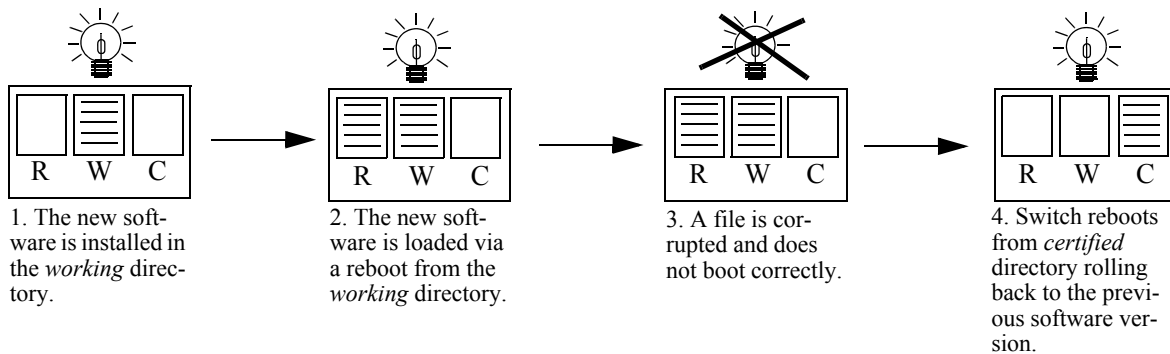 R W C
1. The new soft-
ware is installed in
the working direc-
tory.
R W C
2. The new soft-
ware is loaded via
a reboot from the
working directory.
R W C
3. A file is cor-
rupted and does
not boot correctly.
R W C
4. Switch reboots
from certified
directory rolling
back to the previ-
ous software ver-
sion.